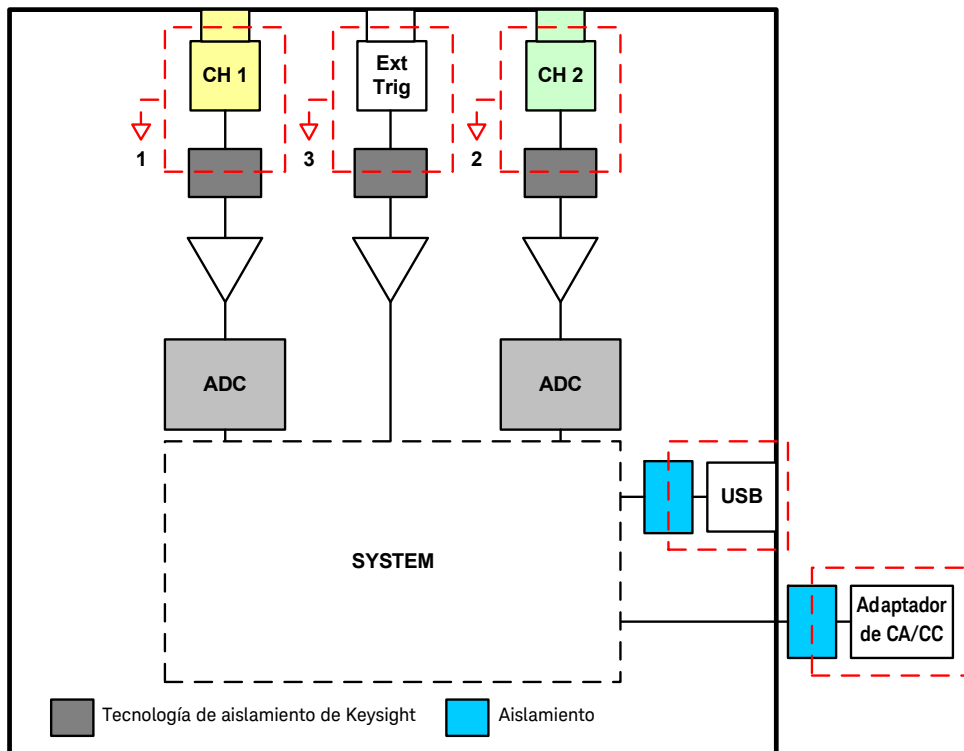 CH 1
Ext
Trig
CH 2
1
3
2
ADC
ADC
USB
SYSTEM
Adaptador
de CA/CC
Tecnología de aislamiento de Keysight
Aislamiento